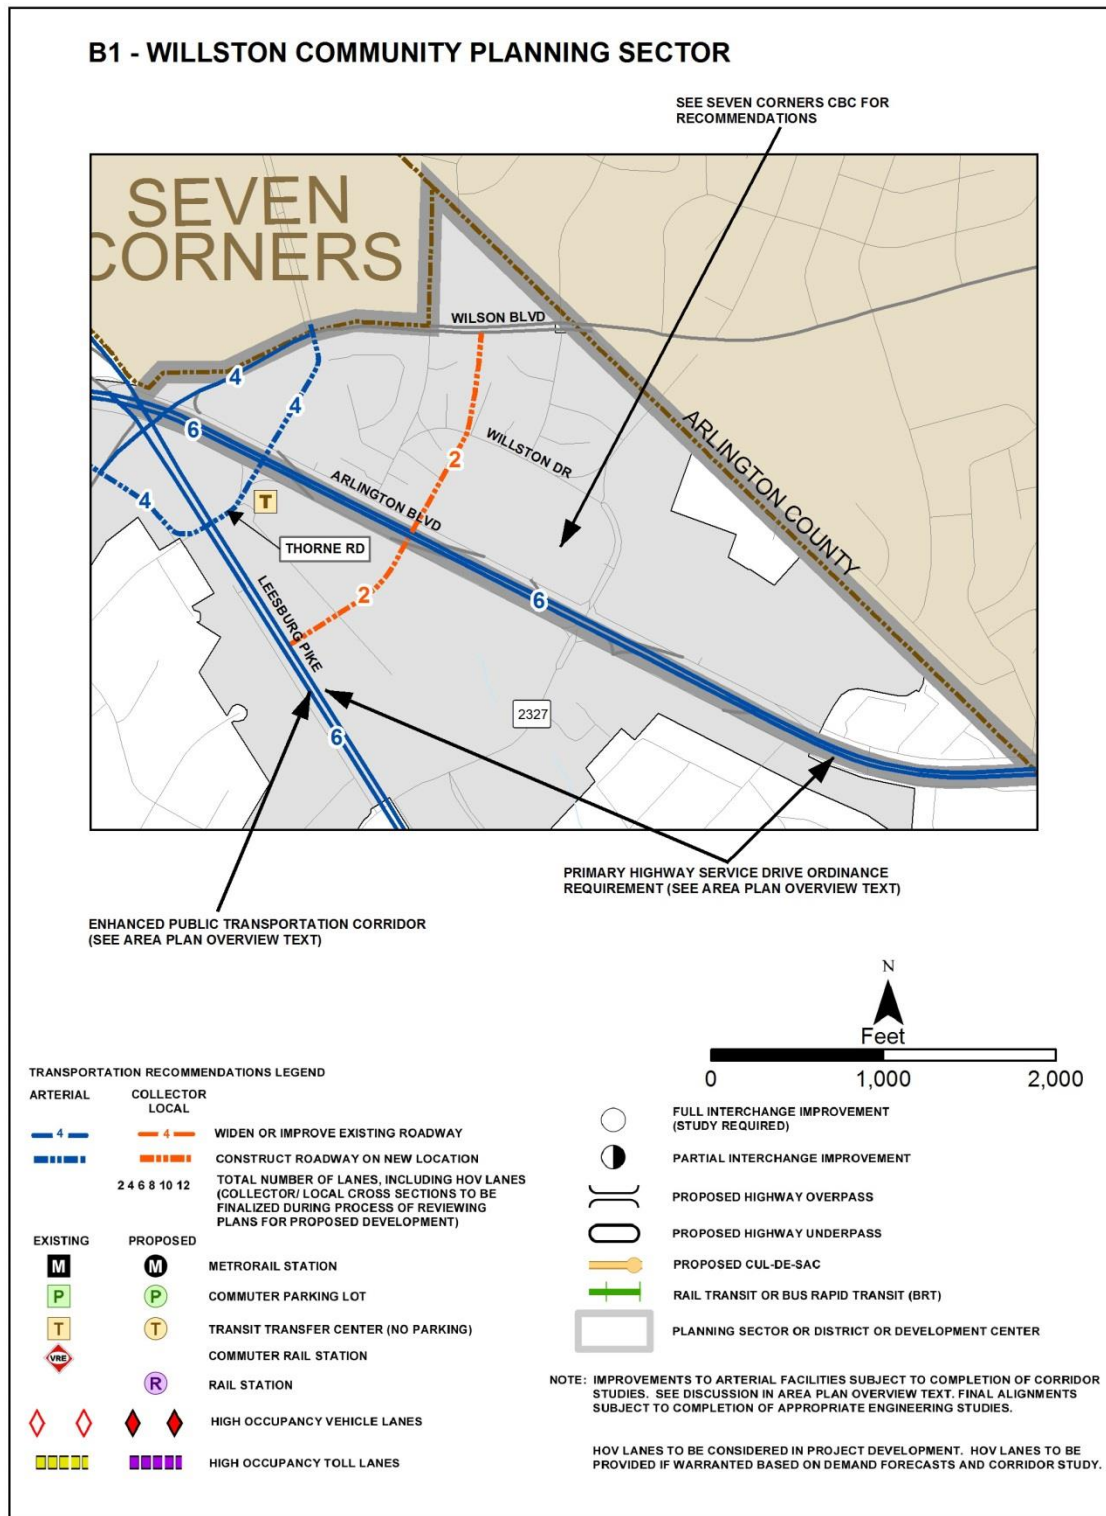 B1 - WILLSTON COMMUNITY PLANNING SECTOR
SEE SEVEN CORNERS CBC FOR
RECOMMENDATIONS
SEVEN
CORNERS
WILSON BLVD
4
4
6
WILLSTON DR
2
ARLINGTON BLVD
ARLINGTON COUNTY
4
T
THORNE RD
LEESBURG PIKE
2
6
2327
6
PRIMARY HIGHWAY SERVICE DRIVE ORDINANCE
REQUIREMENT (SEE AREA PLAN OVERVIEW TEXT)
ENHANCED PUBLIC TRANSPORTATION CORRIDOR
(SEE AREA PLAN OVERVIEW TEXT)
N
Feet
0 1,000 2,000
TRANSPORTATION RECOMMENDATIONS LEGEND
ARTERIAL COLLECTOR
LOCAL
4 4 WIDEN OR IMPROVE EXISTING ROADWAY
CONSTRUCT ROADWAY ON NEW LOCATION
2 4 6 8 10 12 TOTAL NUMBER OF LANES, INCLUDING HOV LANES
(COLLECTOR/ LOCAL CROSS SECTIONS TO BE
FINALIZED DURING PROCESS OF REVIEWING
PLANS FOR PROPOSED DEVELOPMENT)
EXISTING PROPOSED
M M METRORAIL STATION
P P COMMUTER PARKING LOT
T T TRANSIT TRANSFER CENTER (NO PARKING)
VRE COMMUTER RAIL STATION
R RAIL STATION
HIGH OCCUPANCY VEHICLE LANES
HIGH OCCUPANCY TOLL LANES
FULL INTERCHANGE IMPROVEMENT
(STUDY REQUIRED)
PARTIAL INTERCHANGE IMPROVEMENT
PROPOSED HIGHWAY OVERPASS
PROPOSED HIGHWAY UNDERPASS
PROPOSED CUL-DE-SAC
RAIL TRANSIT OR BUS RAPID TRANSIT (BRT)
PLANNING SECTOR OR DISTRICT OR DEVELOPMENT CENTER
NOTE: IMPROVEMENTS TO ARTERIAL FACILITIES SUBJECT TO COMPLETION OF CORRIDOR
STUDIES. SEE DISCUSSION IN AREA PLAN OVERVIEW TEXT. FINAL ALIGNMENTS
SUBJECT TO COMPLETION OF APPROPRIATE ENGINEERING STUDIES.
HOV LANES TO BE CONSIDERED IN PROJECT DEVELOPMENT. HOV LANES TO BE
PROVIDED IF WARRANTED BASED ON DEMAND FORECASTS AND CORRIDOR STUDY.